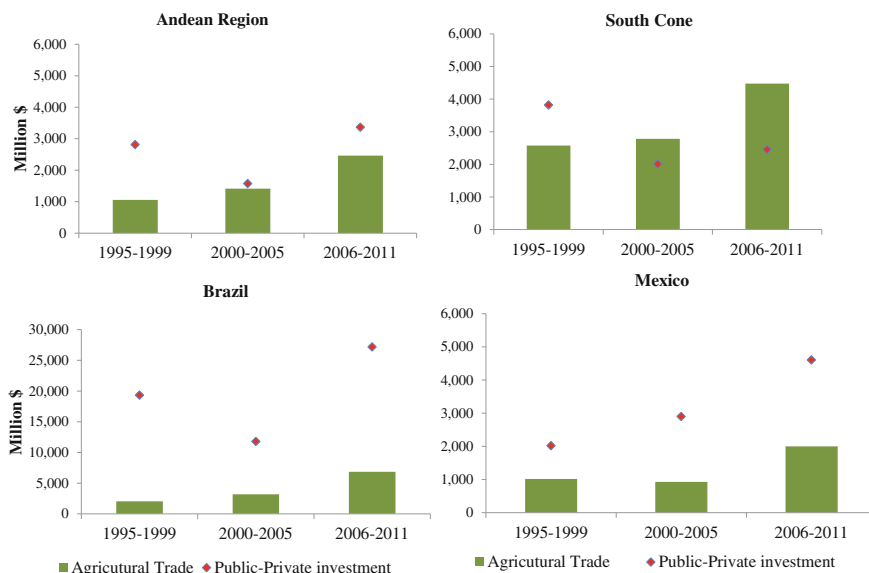 Andean Region
Million $
6,000
5,000
4,000
3,000
2,000
1,000
0
1995-1999 2000-2005 2006-2011
South Cone
6,000
5,000
4,000
3,000
2,000
1,000
0
1995-1999 2000-2005 2006-2011
Brazil
Million $
30,000
25,000
20,000
15,000
10,000
5,000
0
1995-1999 2000-2005 2006-2011
Agricutural Trade Public-Private investment
Mexico
6,000
5,000
4,000
3,000
2,000
1,000
0
1995-1999 2000-2005 2006-2011
Agricultural Trade Public-Private investment